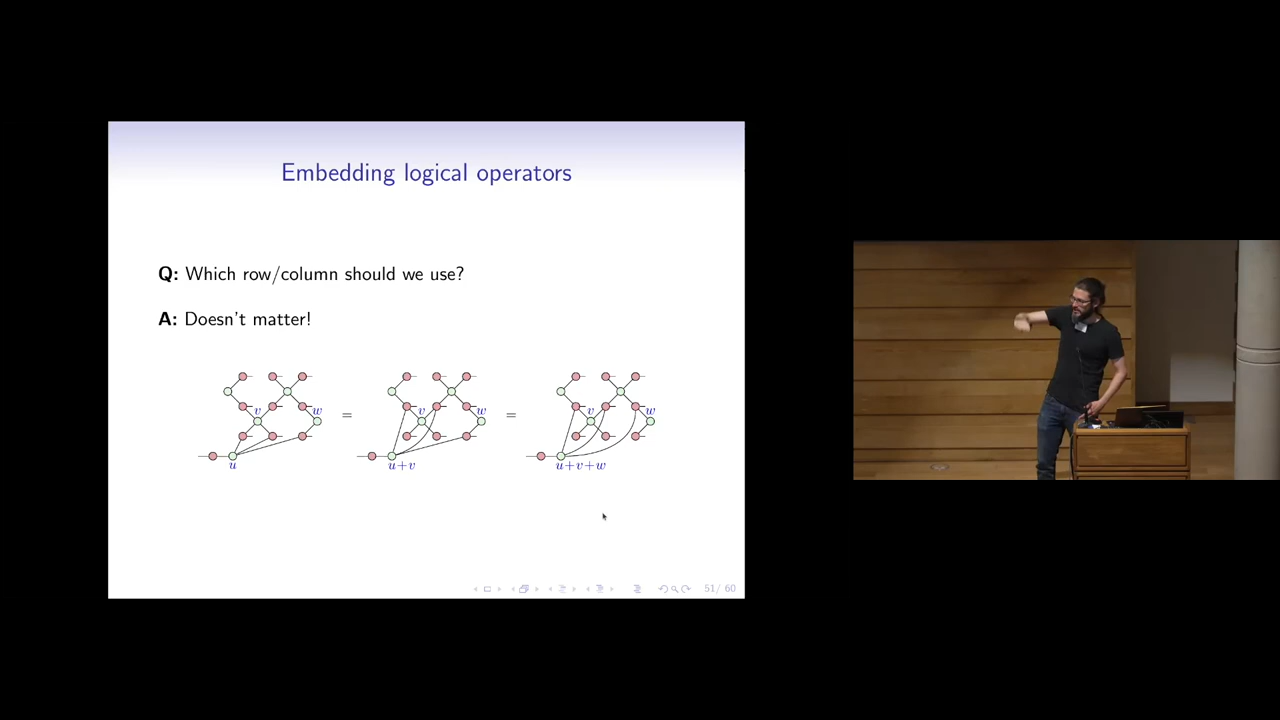 Embedding logical operators
Q: Which row/column should we use?
A: Doesn't matter!
v w = v w = v w
u u+v u+v+w
51/ 60